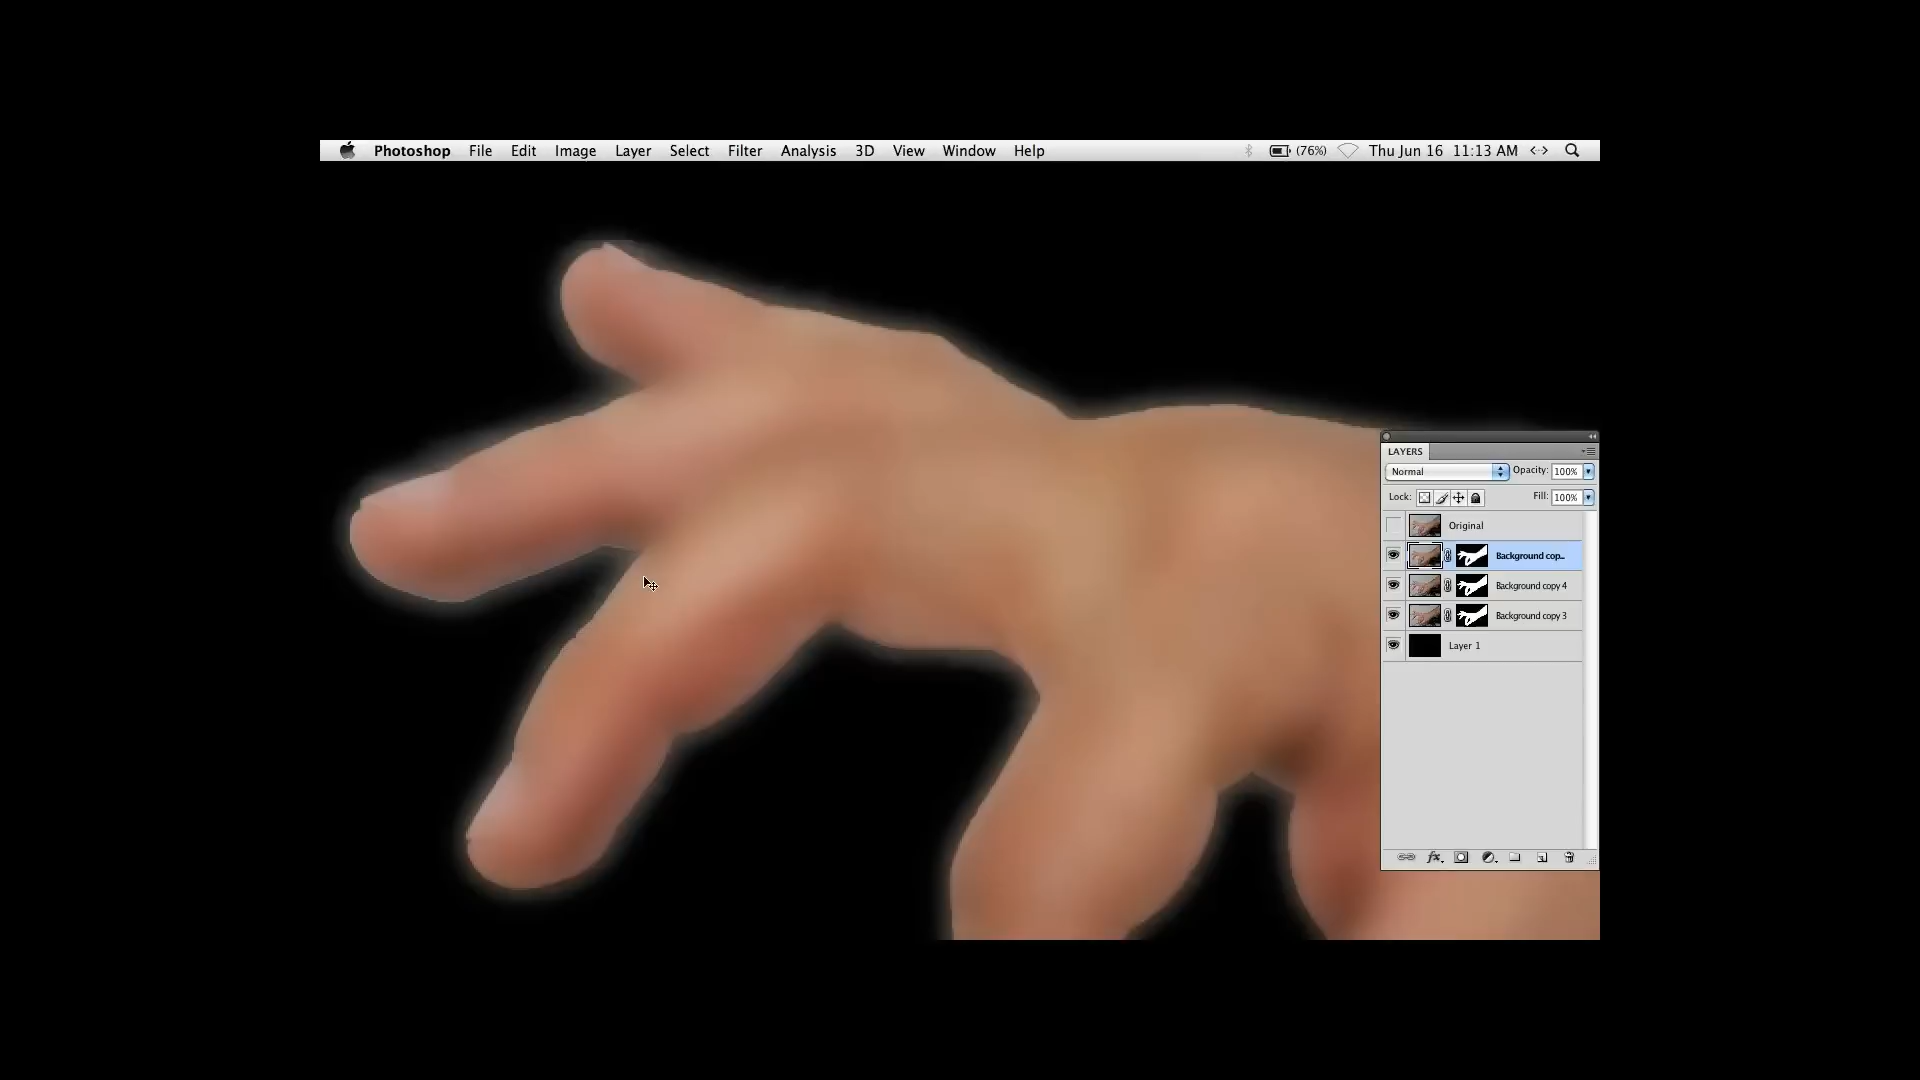 Photoshop File Edit Image Layer Select Filter Analysis 3D View Window Help (76%) Thu Jun 16 11:13 AM
LAYERS
Normal Opacity: 100%
Lock: Fill: 100%
Original
Background cop...
Background copy 4
Background copy 3
Layer 1
fx